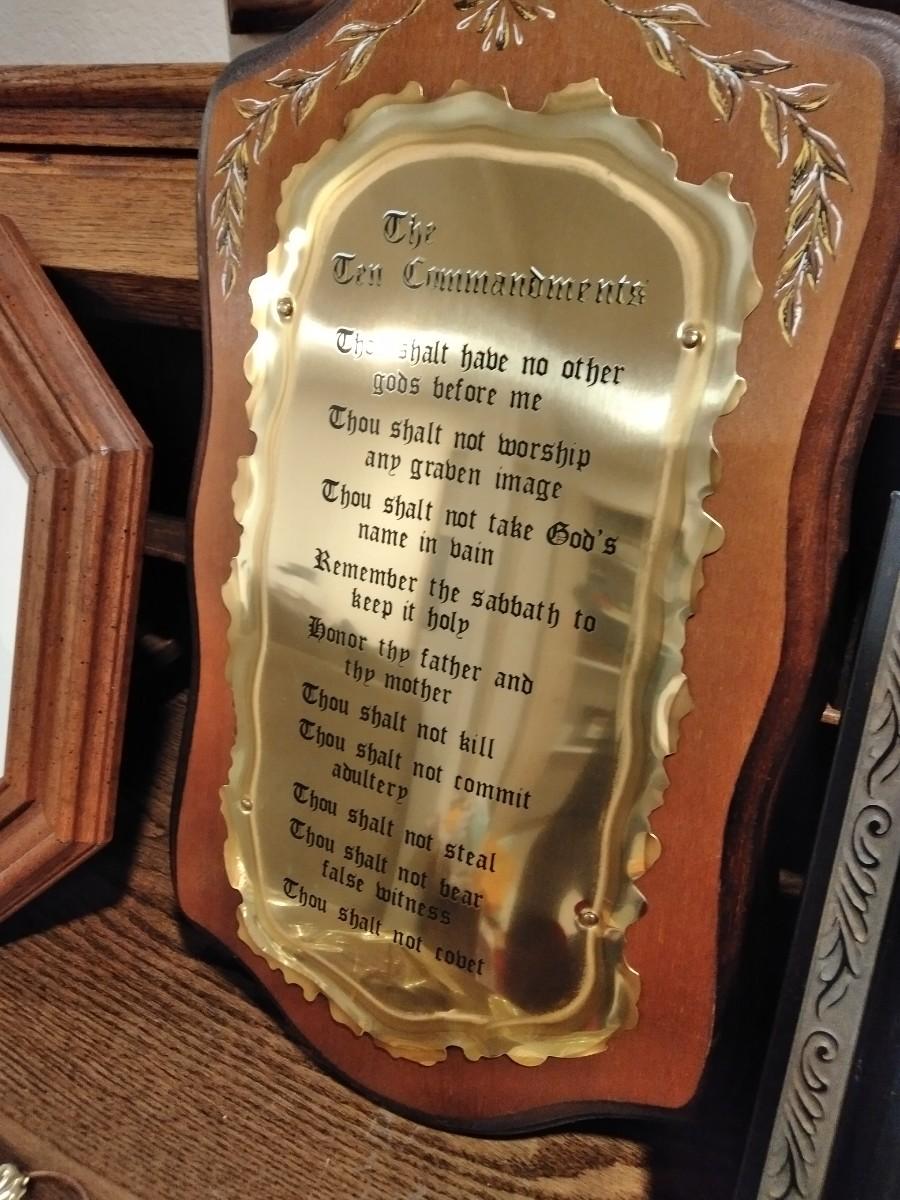 The
Ten Commandments
Thou shalt have no other
gods before me
Thou shalt not worship
any graven image
Thou shalt not take God's
name in vain
Remember the sabbath to
keep it holy
Honor thy father and
thy mother
Thou shalt not kill
Thou shalt not commit
adultery
Thou shalt not steal
Thou shalt not bear
false witness
Thou shalt not covet